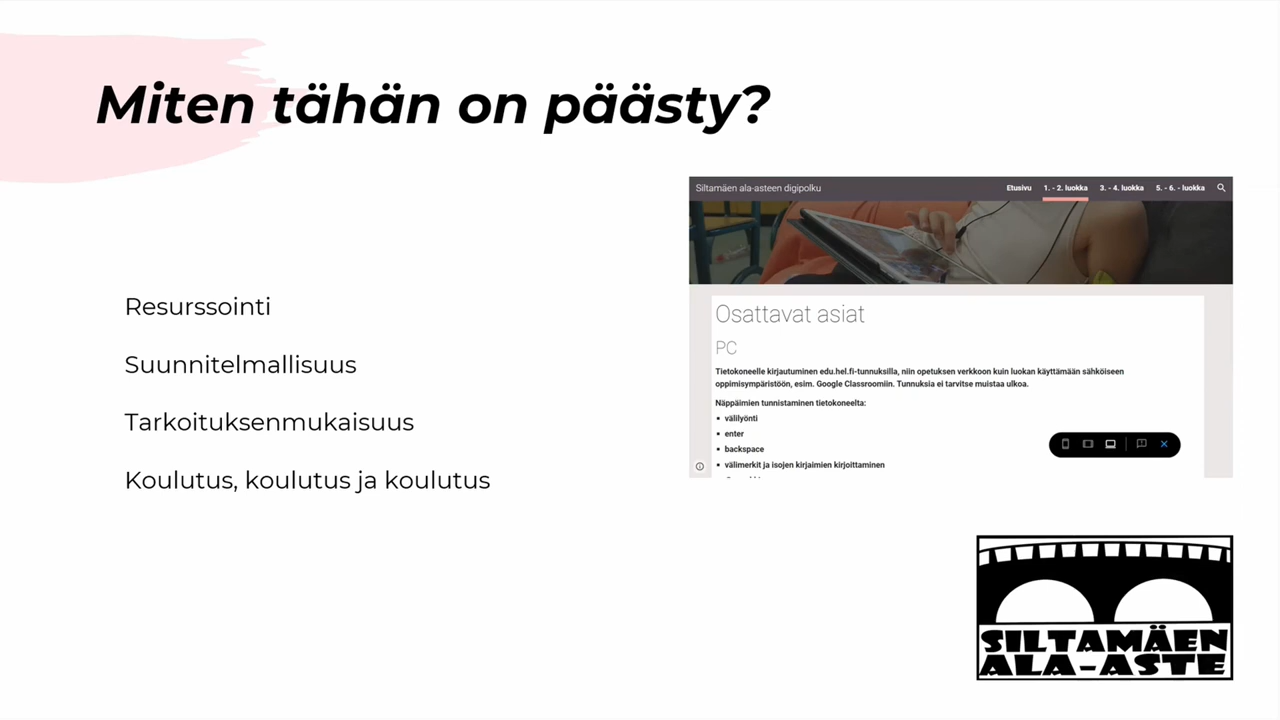 Miten tähän on päästy?
Resurssointi
Suunnitelmallisuus
Tarkoituksenmukaisuus
Koulutus, koulutus ja koulutus
Siltamäen ala-asteen digipolku
Etusivu 1. - 2. luokka 3. - 4. luokka 5. - 6. - luokka
Osattavat asiat
PC
Tietokoneelle kirjautuminen edu.hel.fi-tunnuksilla, niin opetuksen verkkoon kuin luokan käyttämään sähköiseen
oppimisympäristöön, esim. Google Classroomiin. Tunnuksia ei tarvitse muistaa ulkoa.
Näppäimien tunnistaminen tietokoneelta:
▪ välilyönti
▪ enter
▪ backspace
▪ välimerkit ja isojen kirjaimien kirjoittaminen
SILTAMÄEN
ALA-ASTE